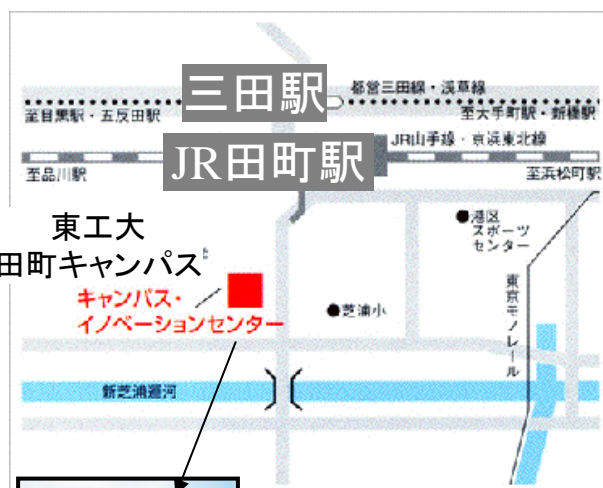 三田駅
都営三田線・浅草線
至目黒駅・五反田駅
至大手町駅・新橋駅
JR田町駅
JR山手線・京浜東北線
至品川駅
至浜松町駅
東工大
田町キャンパス
●港区
スポーツ
センター
キャンパス・
イノベーションセンター
●芝浦小
東京モノレール
新芝浦運河